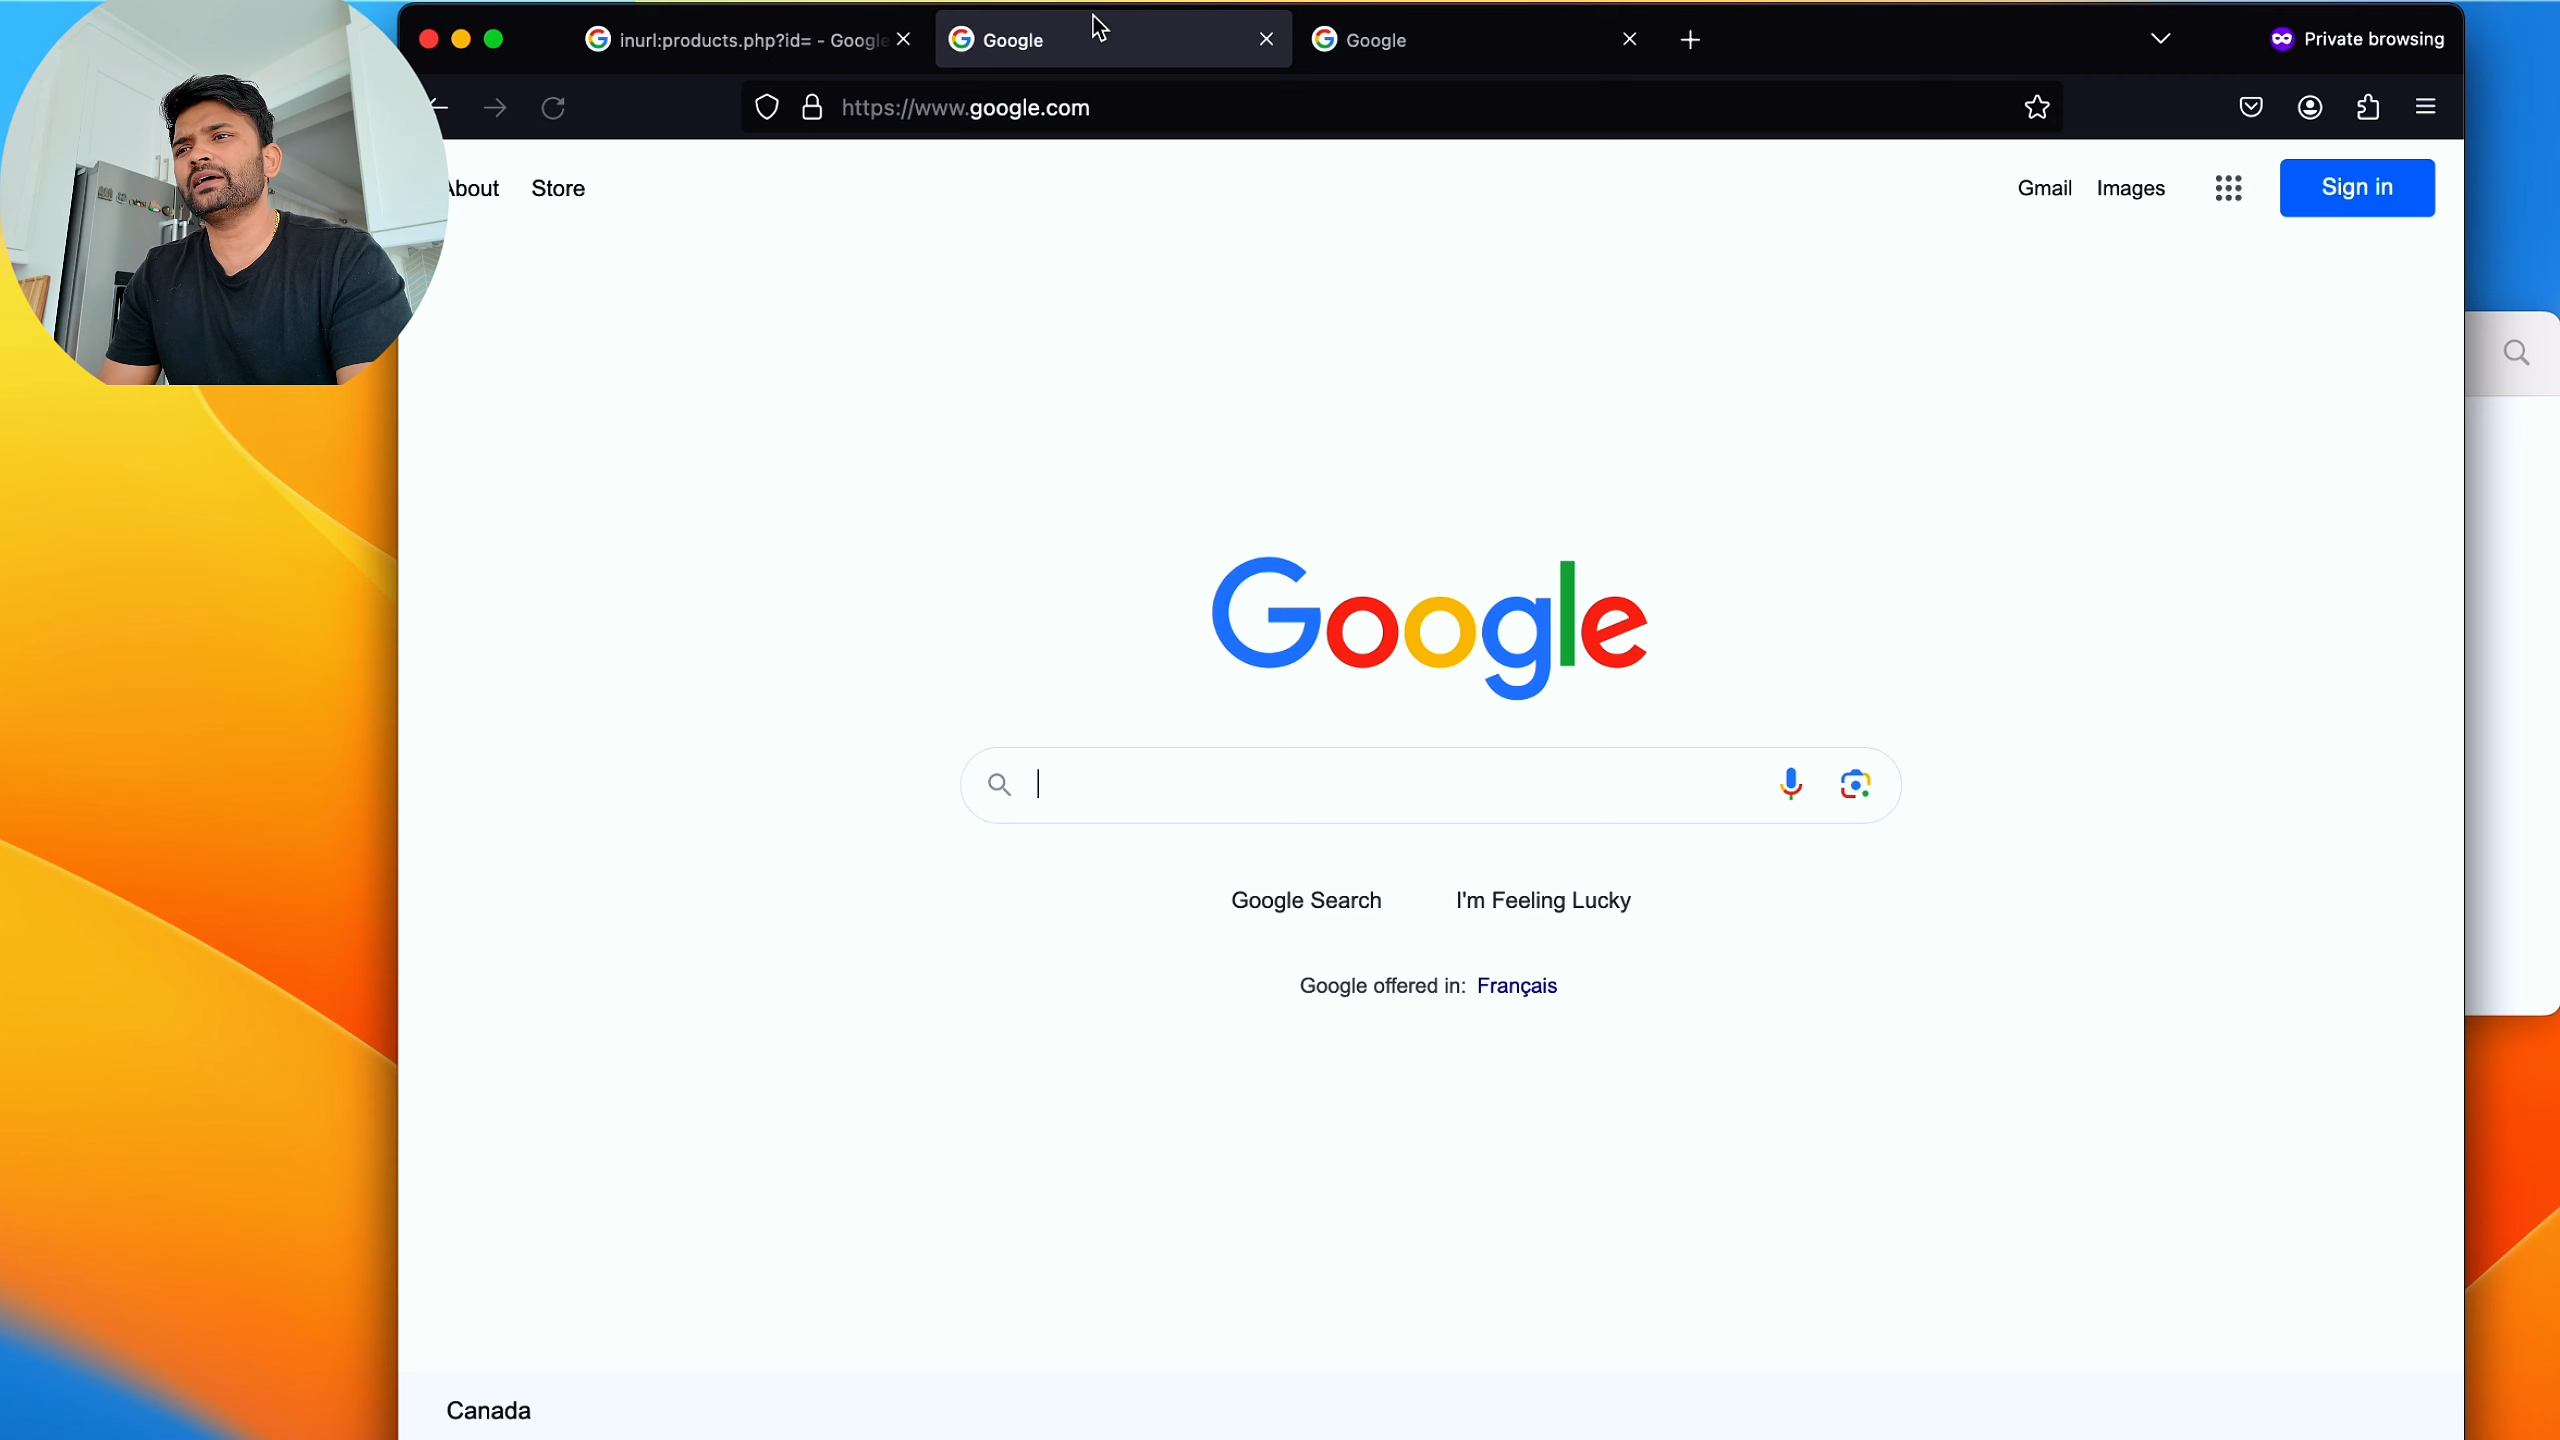 inurl:products.php?id= - Google
Google
Google
Private browsing
https://www.google.com
About
Store
Gmail
Images
Sign in
Google
Google Search
I'm Feeling Lucky
Google offered in: Français
Canada